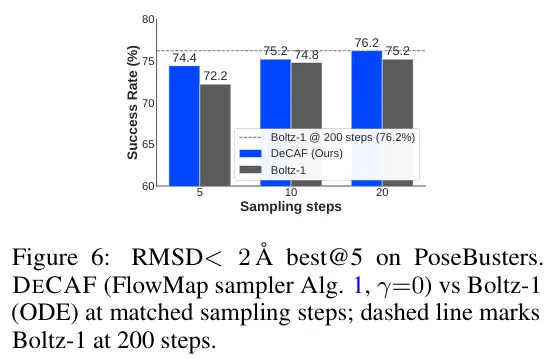 80
75
70
65
60
Success Rate (%)
74.4
72.2
75.2
74.8
76.2
75.2
Boltz-1 @ 200 steps (76.2%)
DeCAF (Ours)
Boltz-1
5
10
20
Sampling steps
Figure 6: RMSD< 2 Å best@5 on PoseBusters.
DECAF (FlowMap sampler Alg. 1, γ=0) vs Boltz-1
(ODE) at matched sampling steps; dashed line marks
Boltz-1 at 200 steps.